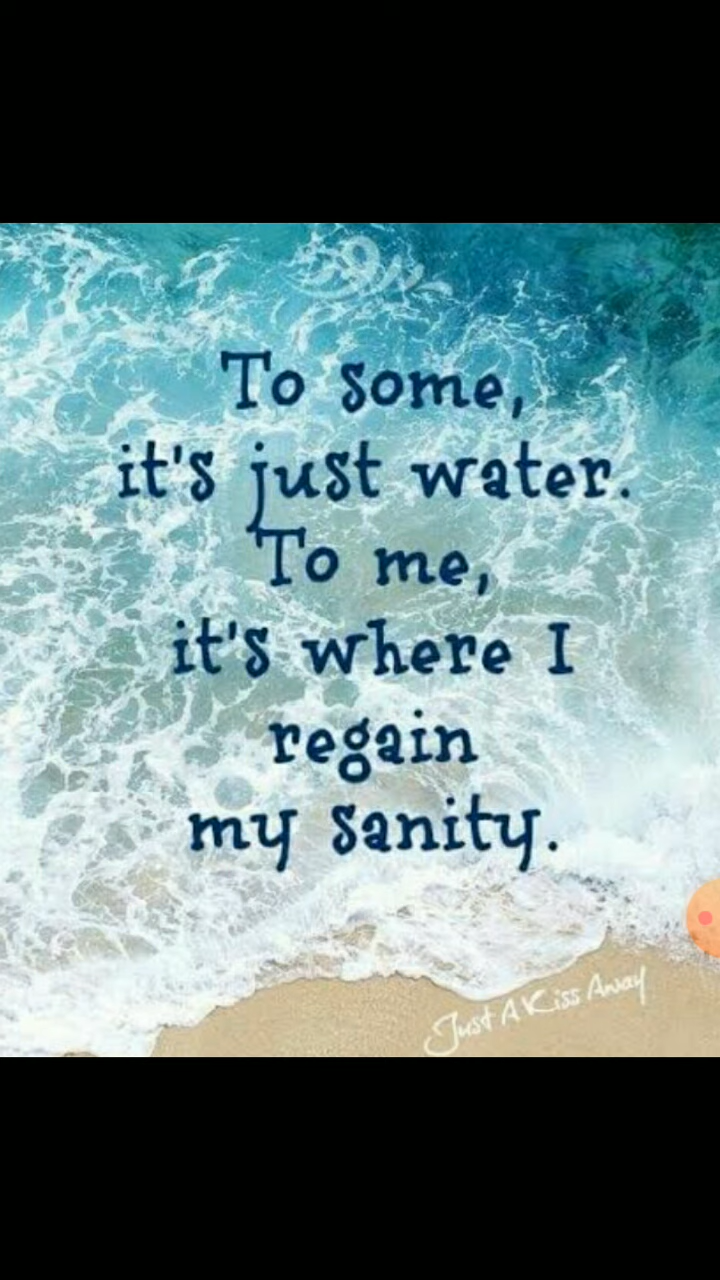 To some,
it's just water.
To me,
it's where I
regain
my sanity.
Just A Kiss Away